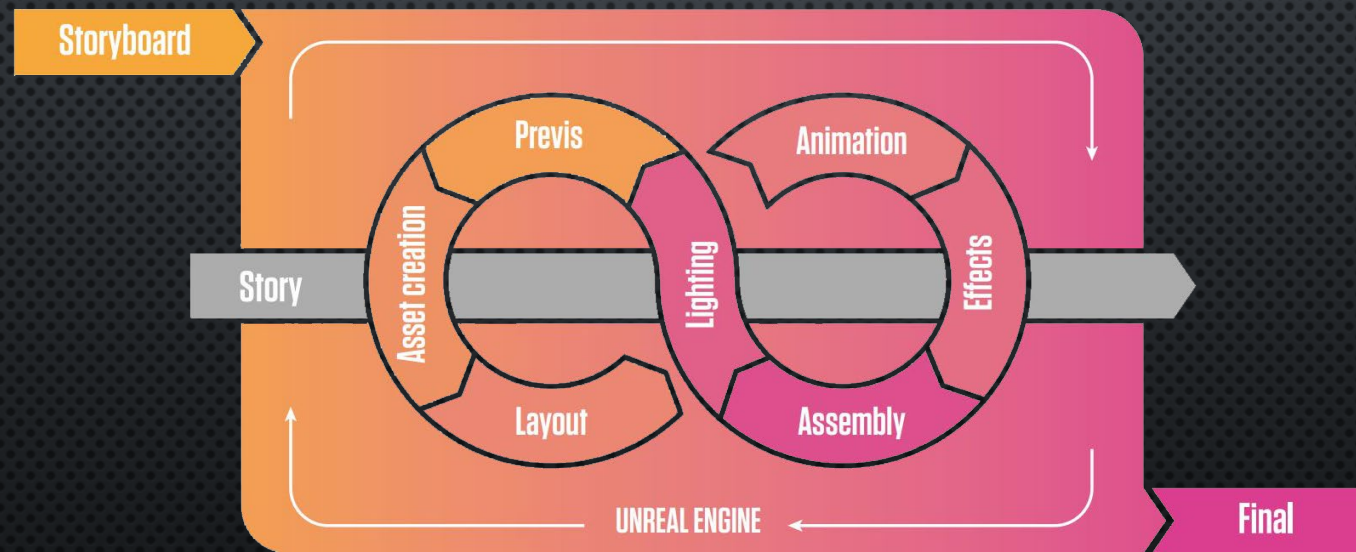 Storyboard
Previs
Animation
Asset creation
Story
Lighting
Effects
Layout
Assembly
UNREAL ENGINE
Final